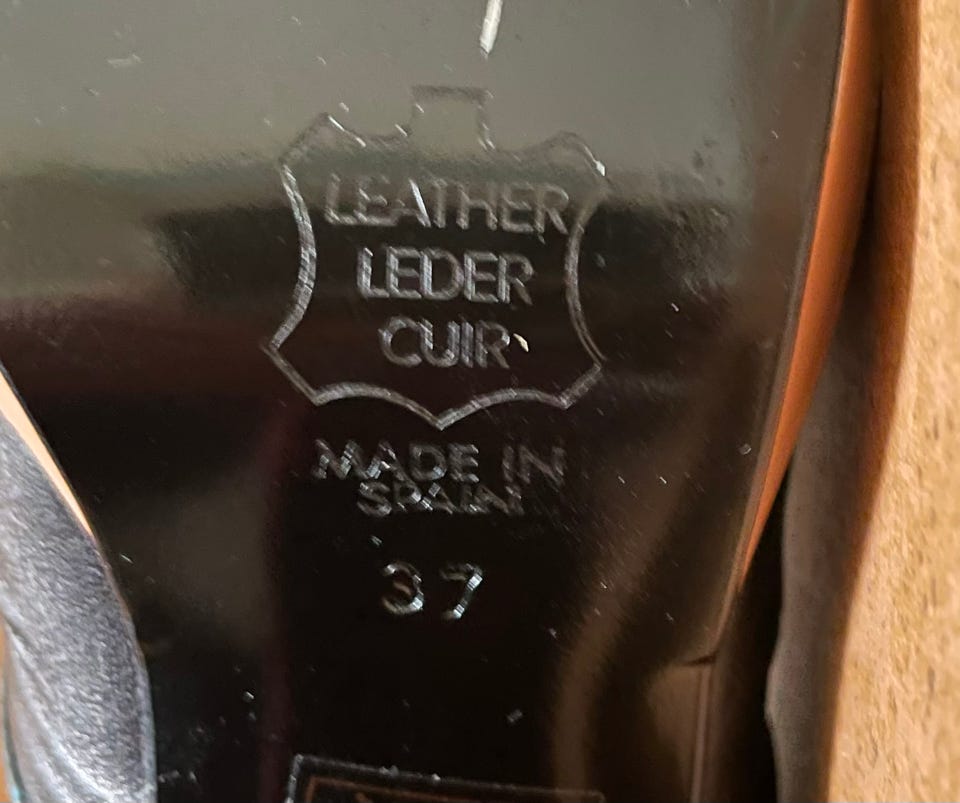 LEATHER
LEDER
CUIR
MADE IN
SPAIN
37